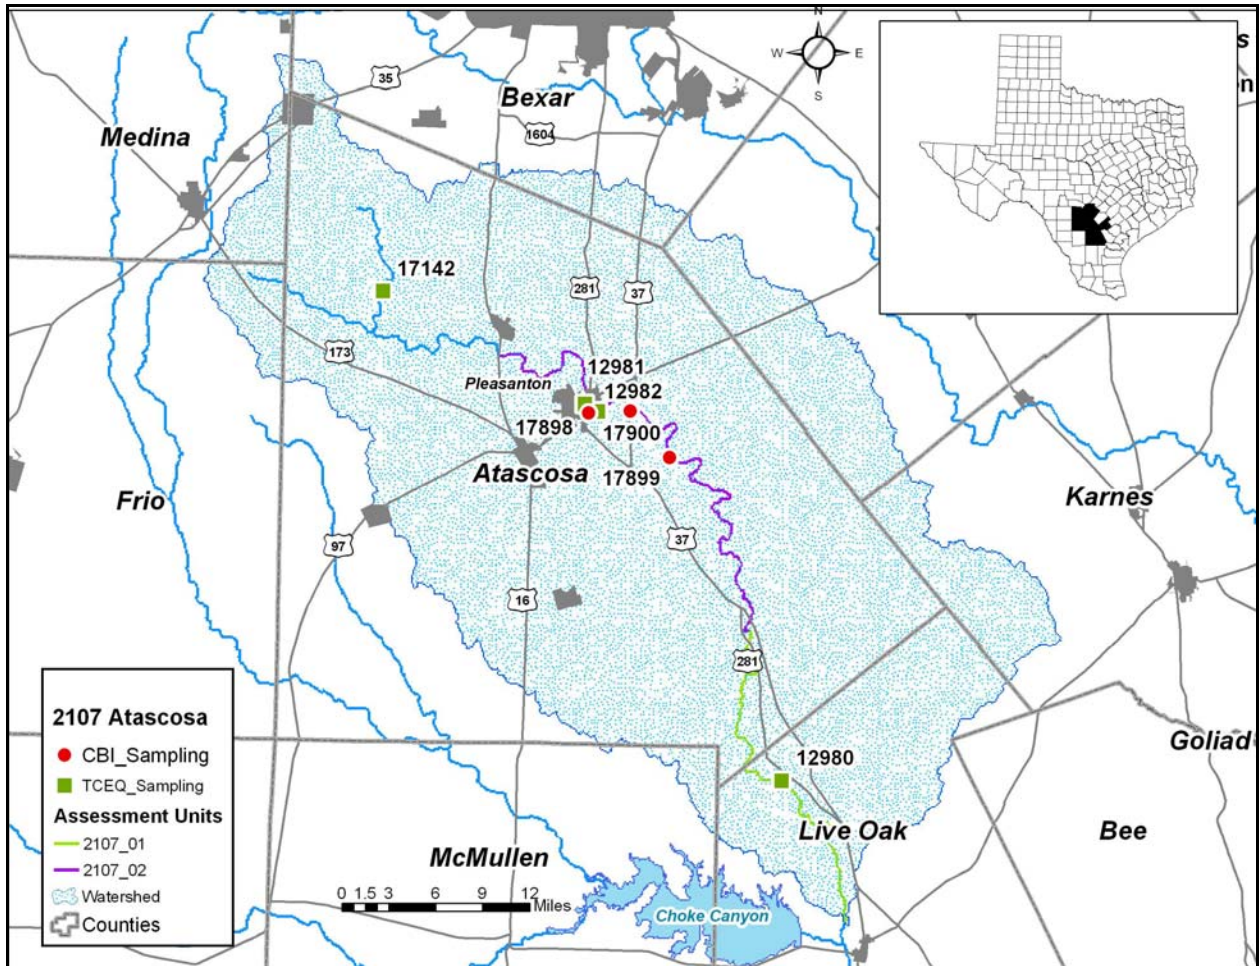 N
W E
S
s
on
35
Bexar
Medina
1604
17142
281
37
173
12981
Pleasanton
12982
17898
17900
Atascosa
17899
Frio
Karnes
97
37
16
281
2107 Atascosa
CBI_Sampling
TCEQ_Sampling
Assessment Units
2107_01
2107_02
Watershed
Counties
Goliad
12980
Live Oak
Bee
McMullen
0 1.5 3 6 9 12 Miles
Choke Canyon